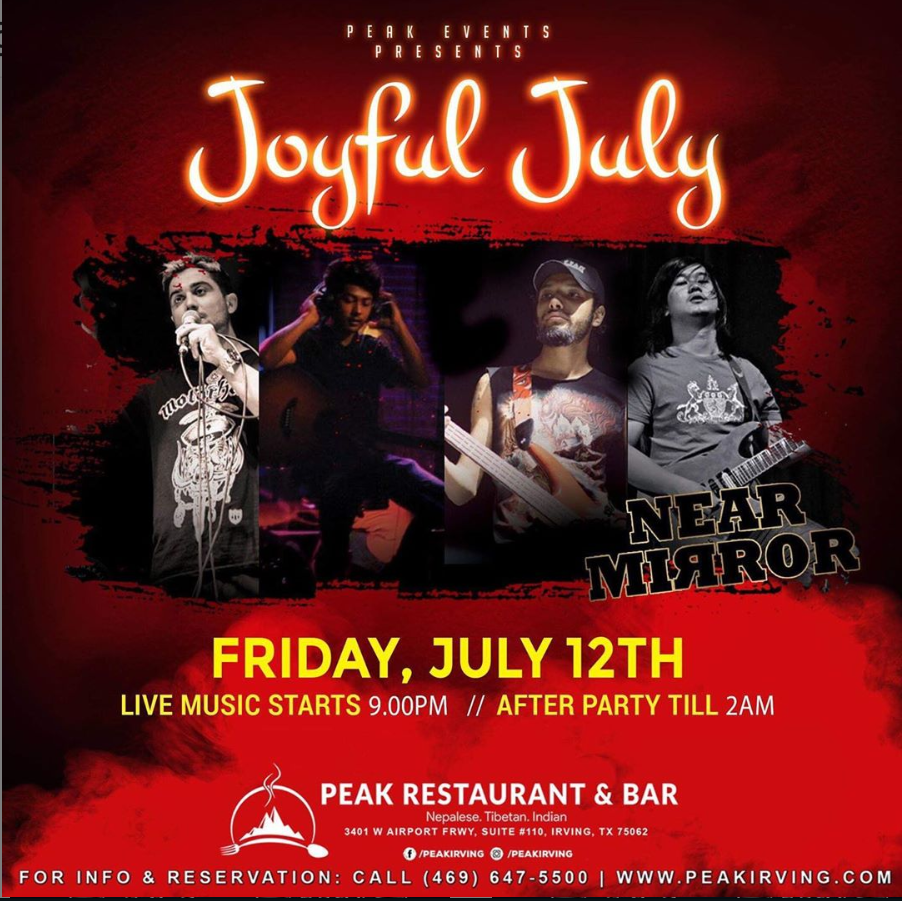 PEAK EVENTS
PRESENTS
Joyful July
Motörhe
NEAR
MIЯROR
FRIDAY, JULY 12TH
LIVE MUSIC STARTS 9.00PM // AFTER PARTY TILL 2AM
PEAK RESTAURANT & BAR
Nepalese. Tibetan. Indian
3401 W AIRPORT FRWY, SUITE #110, IRVING, TX 75062
/PEAKIRVING /PEAKIRVING
FOR INFO & RESERVATION: CALL (469) 647-5500 | WWW.PEAKIRVING.COM